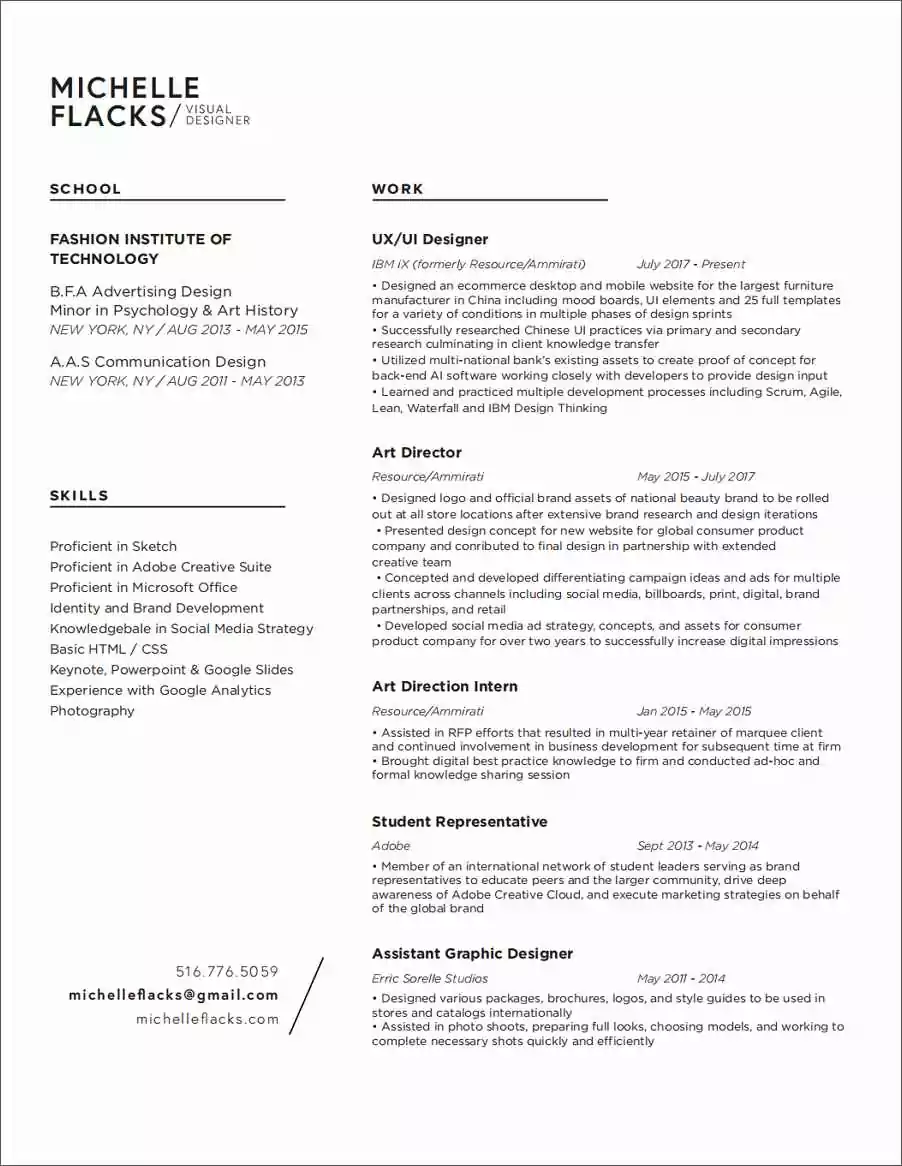 MICHELLE
FLACKS/ VISUAL
DESIGNER
SCHOOL
FASHION INSTITUTE OF
TECHNOLOGY
B.F.A Advertising Design
Minor in Psychology & Art History
NEW YORK, NY / AUG 2013 - MAY 2015
A.A.S Communication Design
NEW YORK, NY / AUG 2011 - MAY 2013
SKILLS
Proficient in Sketch
Proficient in Adobe Creative Suite
Proficient in Microsoft Office
Identity and Brand Development
Knowledgebale in Social Media Strategy
Basic HTML / CSS
Keynote, Powerpoint & Google Slides
Experience with Google Analytics
Photography
516.776.5059
michelleflacks@gmail.com
michelleflacks.com
WORK
UX/UI Designer
IBM iX (formerly Resource/Ammirati) July 2017 - Present
• Designed an ecommerce desktop and mobile website for the largest furniture
manufacturer in China including mood boards, UI elements and 25 full templates
for a variety of conditions in multiple phases of design sprints
• Successfully researched Chinese UI practices via primary and secondary
research culminating in client knowledge transfer
• Utilized multi-national bank's existing assets to create proof of concept for
back-end AI software working closely with developers to provide design input
• Learned and practiced multiple development processes including Scrum, Agile,
Lean, Waterfall and IBM Design Thinking
Art Director
Resource/Ammirati May 2015 - July 2017
• Designed logo and official brand assets of national beauty brand to be rolled
out at all store locations after extensive brand research and design iterations
• Presented design concept for new website for global consumer product
company and conributed to final design in partnership with extended
creative team
• Concepted and developed differentiating campaign ideas and ads for multiple
clients across channels including social media, billboards, print, digital, brand
partnerships, and retail
• Developed social media ad strategy, concepts, and assets for consumer
product company for over two years to successfully increase digital impressions
Art Direction Intern
Resource/Ammirati Jan 2015 - May 2015
• Assisted in RFP efforts that resulted in multi-year retainer of marquee client
and continued involvement in business development for subsequent time at firm
• Brought digital best practice knowledge to firm and conducted ad-hoc and
formal knowledge sharing session
Student Representative
Adobe Sept 2013 - May 2014
• Member of an international network of student leaders serving as brand
representatives to educate peers and the larger community, drive deep
awareness of Adobe Creative Cloud, and execute marketing strategies on behalf
of the global brand
Assistant Graphic Designer
Erric Sorelle Studios May 2011 - 2014
• Designed various packages, brochures, logos, and style guides to be used in
stores and catalogs internationally
• Assisted in photo shoots, preparing full looks, choosing models, and working to
complete necessary shots quickly and efficiently